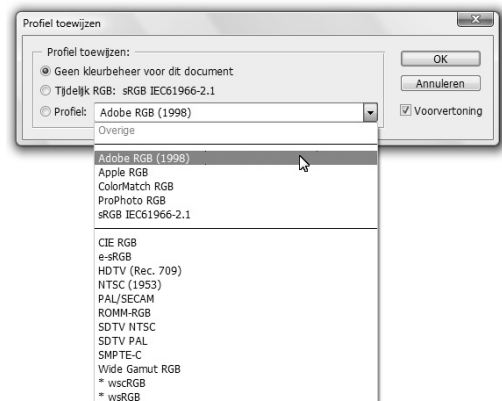 Profiel toewijzen
Profiel toewijzen:
Geen kleurbeheer voor dit document
Tijdelijk RGB: sRGB IEC61966-2.1
Profiel: Adobe RGB (1998)
OK
Annuleren
Voorvertoning
Overige
Adobe RGB (1998)
Apple RGB
ColorMatch RGB
ProPhoto RGB
sRGB IEC61966-2.1
CIE RGB
e-sRGB
HDTV (Rec. 709)
NTSC (1953)
PAL/SECAM
ROMM-RGB
SDTV NTSC
SDTV PAL
SMPTE-C
Wide Gamut RGB
* wscRGB
* wsRGB